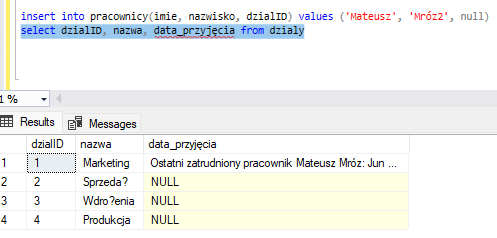 insert into pracownicy(imie, nazwisko, dzialID) values ('Mateusz', 'Mróz2', null)
select dzialID, nazwa, data_przyjęcia from dzialy
1 %
Results Messages
dzialID nazwa data_przyjęcia
1 1 Marketing Ostatni zatrudniony pracownik Mateusz Mróz: Jun ...
2 2 Sprzeda? NULL
3 3 Wdro?enia NULL
4 4 Produkcja NULL